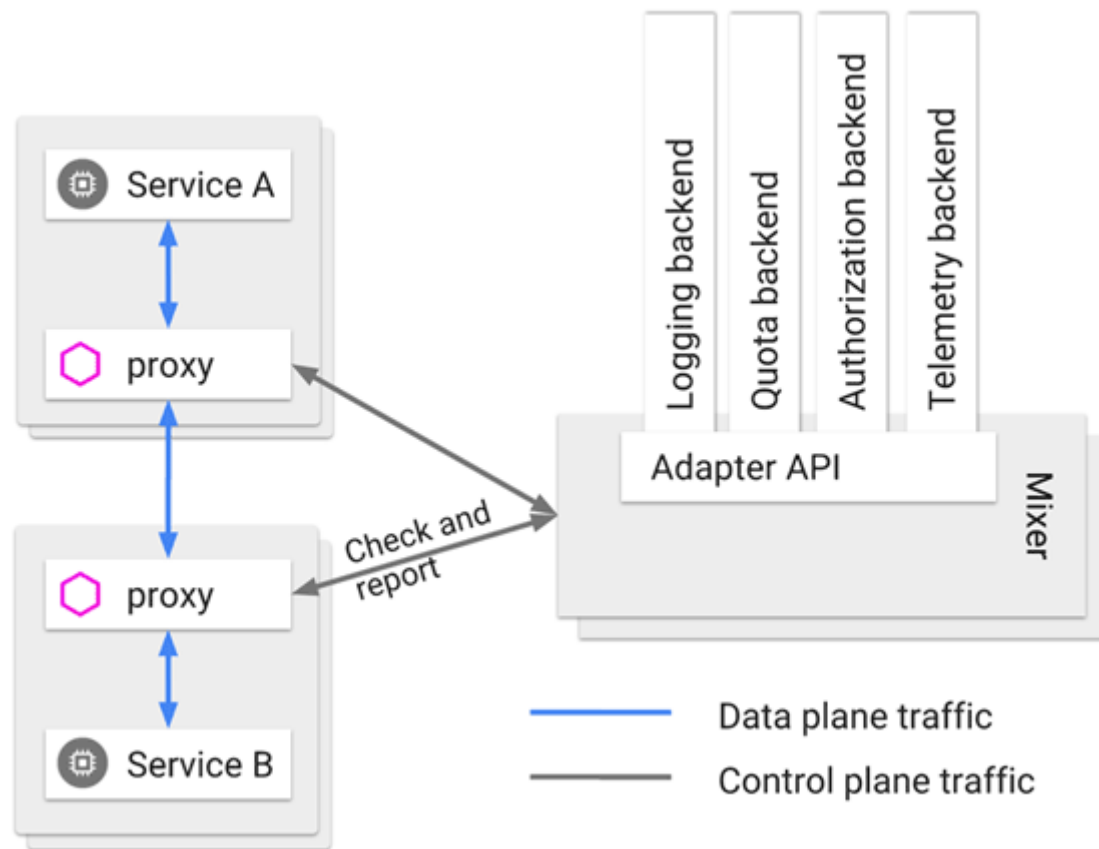 Service A
proxy
proxy
Service B
Check and
report
Logging backend
Quota backend
Authorization backend
Telemetry backend
Adapter API
Mixer
Data plane traffic
Control plane traffic